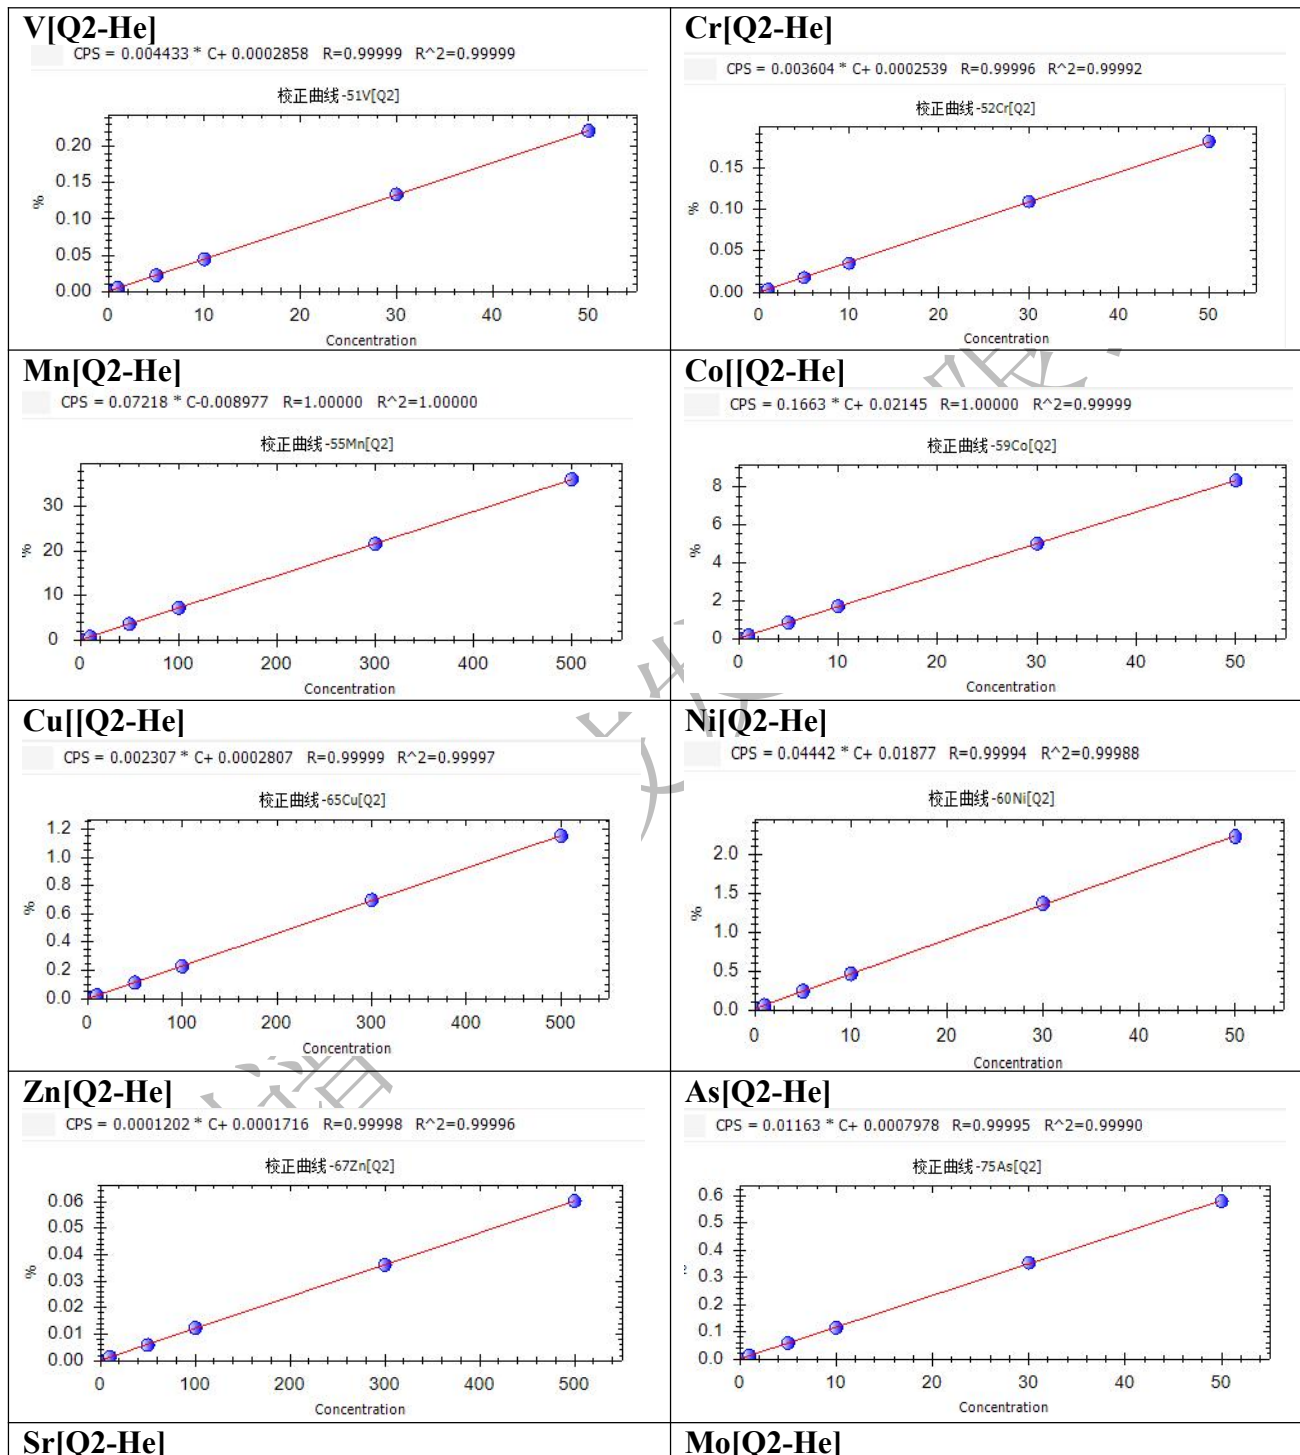 V[Q2-He]
CPS = 0.004433 * C+ 0.0002858 R=0.99999 R^2=0.99999
校正曲线-51V[Q2]
%
0.20
0.15
0.10
0.05
0.00
0 10 20 30 40 50
Concentration
Cr[Q2-He]
CPS = 0.003604 * C+ 0.0002539 R=0.99996 R^2=0.99992
校正曲线-52Cr[Q2]
%
0.15
0.10
0.05
0.00
0 10 20 30 40 50
Concentration
Mn[Q2-He]
CPS = 0.07218 * C-0.008977 R=1.00000 R^2=1.00000
校正曲线-55Mn[Q2]
%
30
20
10
0
0 100 200 300 400 500
Concentration
Co[[Q2-He]
CPS = 0.1663 * C+ 0.02145 R=1.00000 R^2=0.99999
校正曲线-59Co[Q2]
%
8
6
4
2
0
0 10 20 30 40 50
Concentration
Cu[[Q2-He]
CPS = 0.002307 * C+ 0.0002807 R=0.99999 R^2=0.99997
校正曲线-65Cu[Q2]
%
1.2
1.0
0.8
0.6
0.4
0.2
0.0
0 100 200 300 400 500
Concentration
Ni[Q2-He]
CPS = 0.04442 * C+ 0.01877 R=0.99994 R^2=0.99988
校正曲线-60Ni[Q2]
%
2.0
1.5
1.0
0.5
0.0
0 10 20 30 40 50
Concentration
Zn[Q2-He]
CPS = 0.0001202 * C+ 0.0001716 R=0.99998 R^2=0.99996
校正曲线-67Zn[Q2]
%
0.06
0.05
0.04
0.03
0.02
0.01
0.00
0 100 200 300 400 500
Concentration
As[Q2-He]
CPS = 0.01163 * C+ 0.0007978 R=0.99995 R^2=0.99990
校正曲线-75As[Q2]
0.6
0.5
0.4
0.3
0.2
0.1
0.0
0 10 20 30 40 50
Concentration
Sr[Q2-He]
Mo[Q2-He]